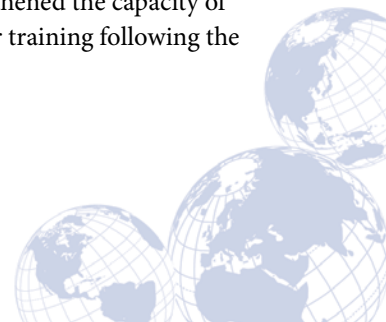 hened the capacity of
training following the